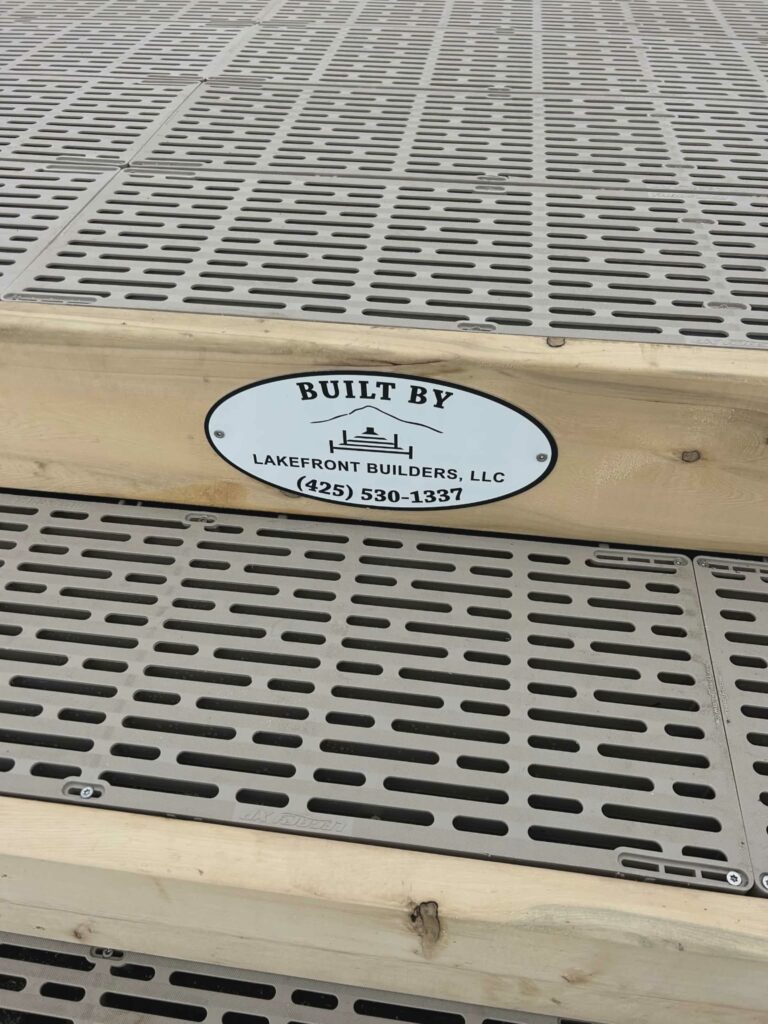 BUILT BY
LAKEFRONT BUILDERS, LLC
(425) 530-1337